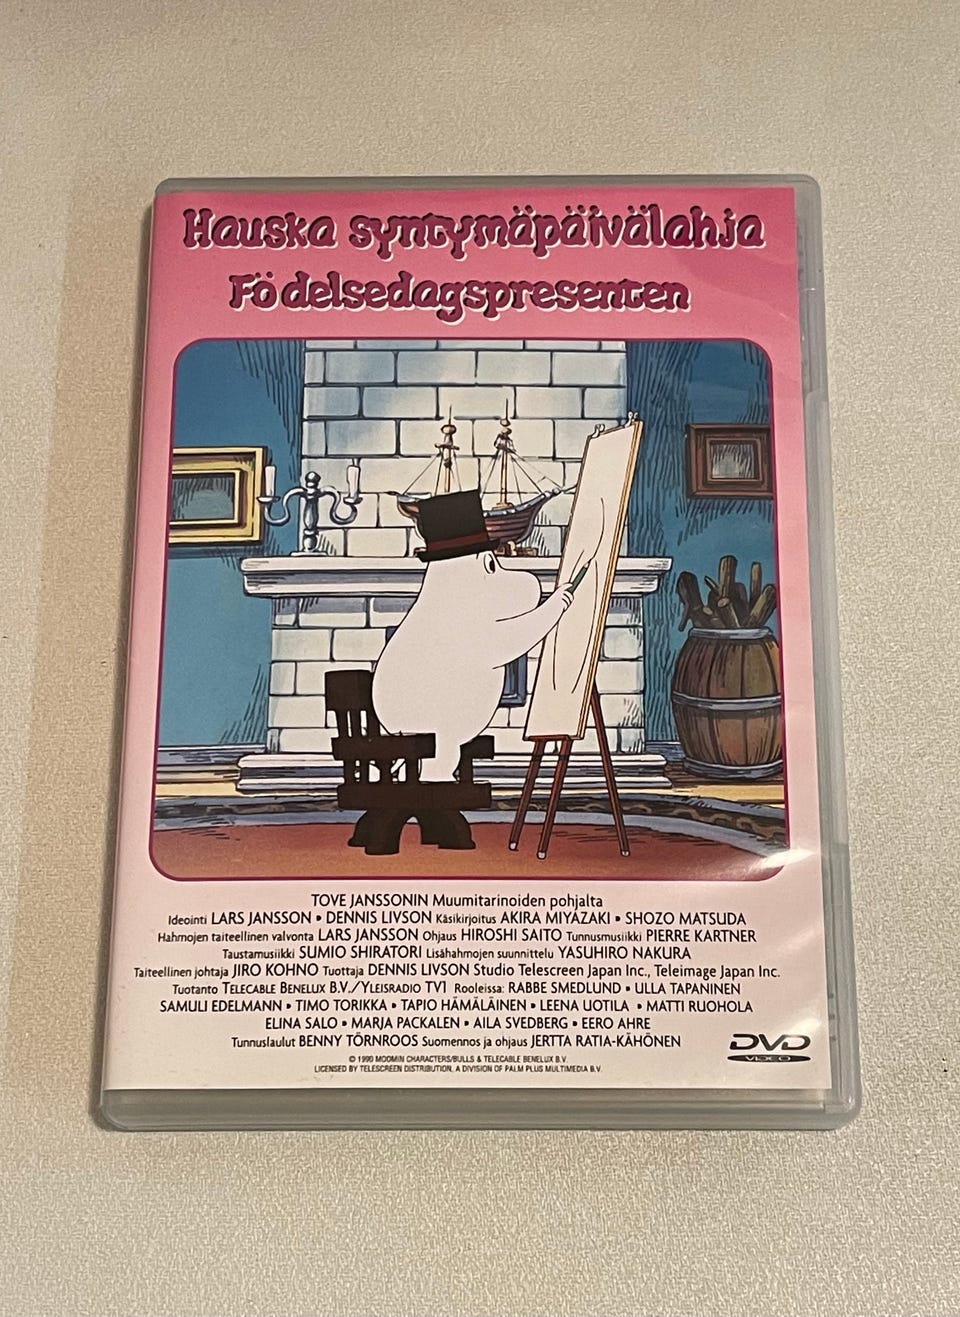 Hauska syntymäpäivälahja
Födelsedagspresenten
TOVE JANSSONIN Muumitarinoiden pohjalta
Ideointi LARS JANSSON • DENNIS LIVSON Käsikirjoitus AKIRA MIYAZAKI • SHOZO MATSUDA
Hahmojen taiteellinen valvonta LARS JANSSON Ohjaus HIROSHI SAITO Tunnusmusiikki PIERRE KARTNER
Taustamusiikki SUMIO SHIRATORI Lisähahmojen suunnittelu YASUHIRO NAKURA
Taiteellinen johtaja JIRO KOHNO Tuottaja DENNIS LIVSON Studio Telescreen Japan Inc., Teleimage Japan Inc.
Tuotanto TELECABLE BENELUX B.V./YLEISRADIO TV1 Rooleissa: RABBE SMEDLUND • ULLA TAPANINEN
SAMULI EDELMANN • TIMO TORIKKA • TAPIO HÄMÄLÄINEN • LEENA UOTILA • MATTI RUOHOLA
ELINA SALO • MARJA PACKALEN • AILA SVEDBERG • EERO AHRE
Tunnuslaulut BENNY TÖRNROOS Suomennos ja ohjaus JERTTA RATIA-KÄHÖNEN
© 1990 MOOMIN CHARACTERS/BULLS & TELECABLE BENELUX B.V.
LICENSED BY TELESCREEN DISTRIBUTION, A DIVISION OF PALM PLUS MULTIMEDIA B.V.
DVD
VIDEO